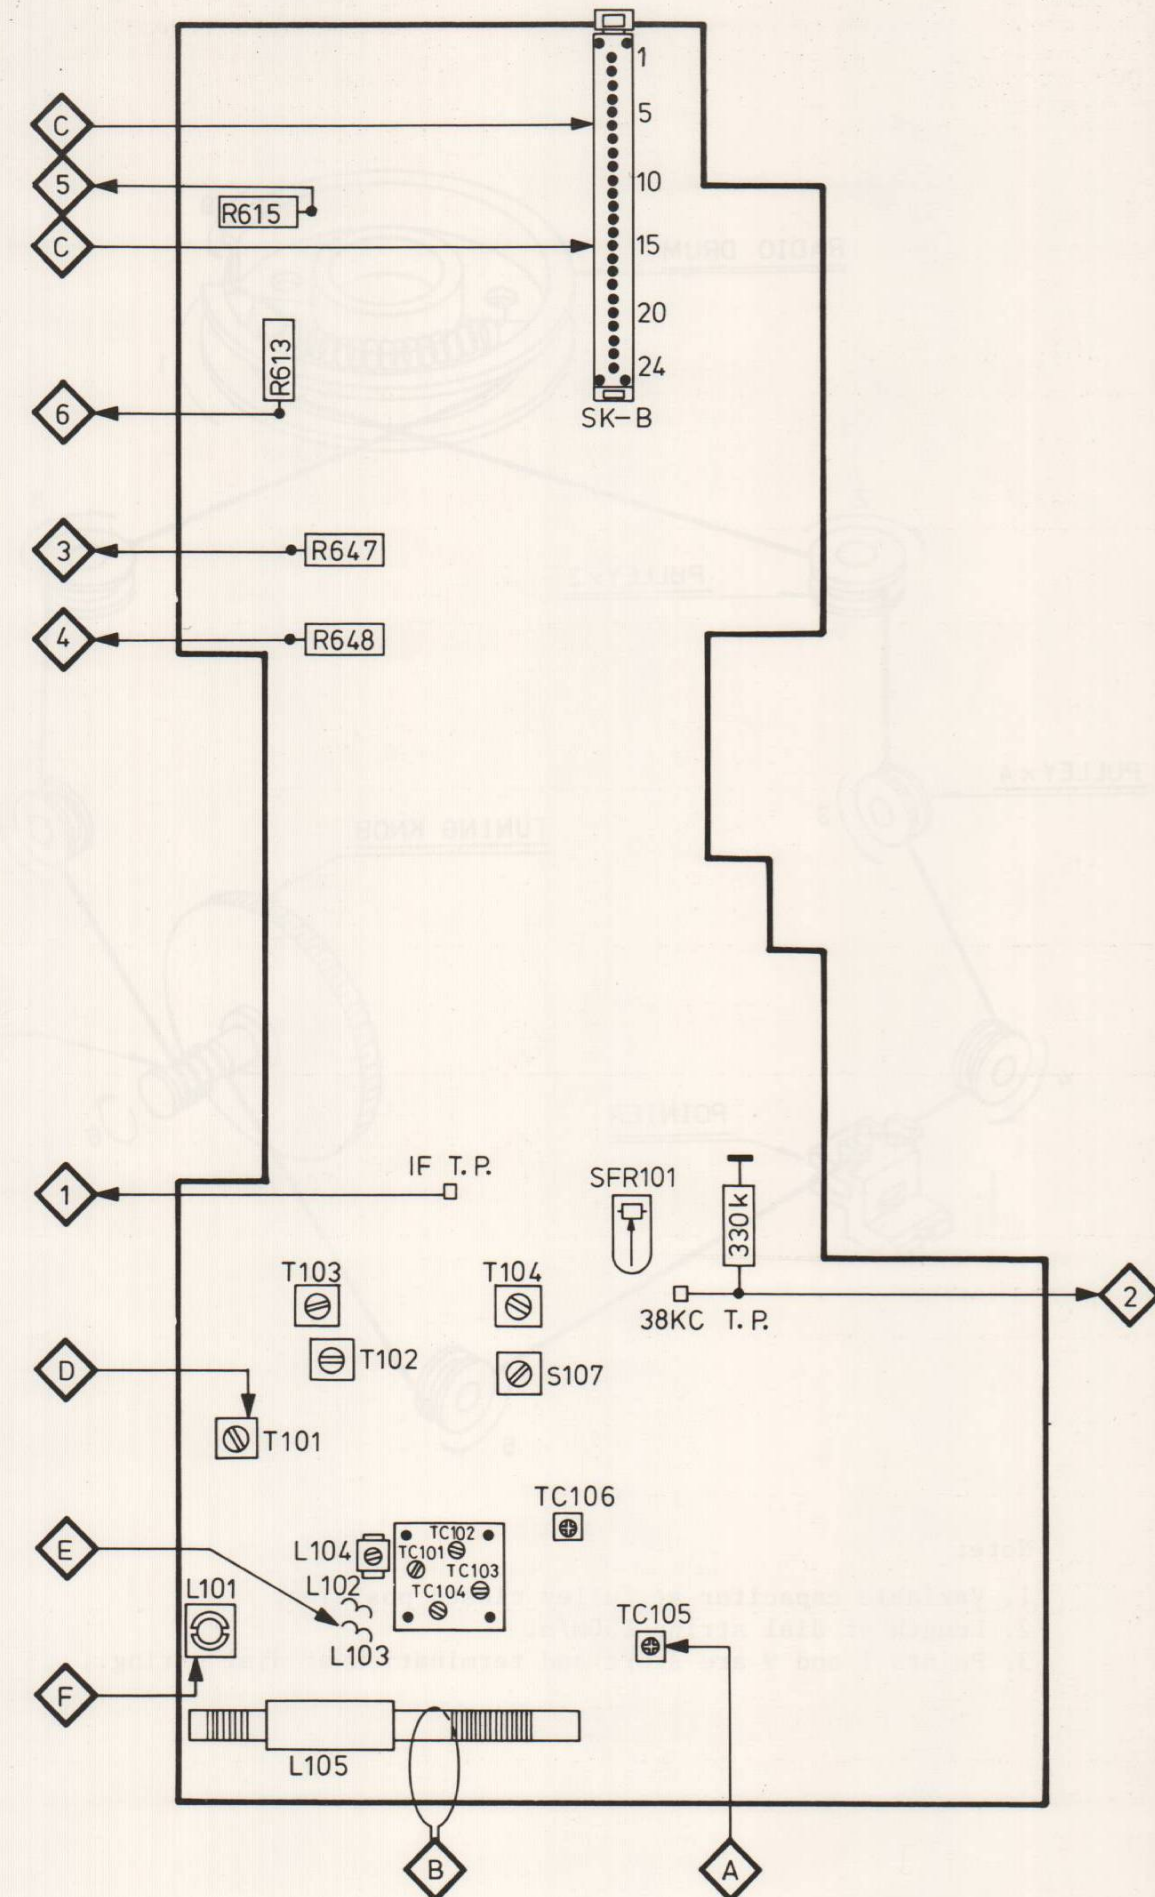 1
5
C
10
5
R615
C
15
20
R613
24
6
SK-B
3
R647
4
R648
1
IF T.P.
SFR101
330k
T103
T104
38KC T.P.
2
D
T102
S107
T101
TC106
E
L104
TC102
TC101
TC103
TC104
L101
L102
L103
TC105
F
L105
B
A
RADIO DRUM
PULLEY×2
PULLEY×4
TUNING KNOB
POINTER
Note: